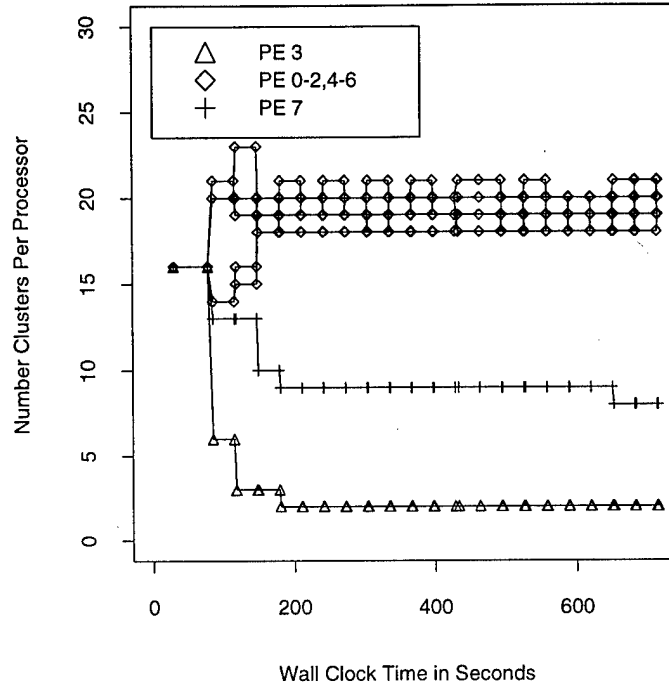 PE 3
PE 0-2,4-6
PE 7
Number Clusters Per Processor
30
25
20
15
10
5
0
0 200 400 600
Wall Clock Time in Seconds